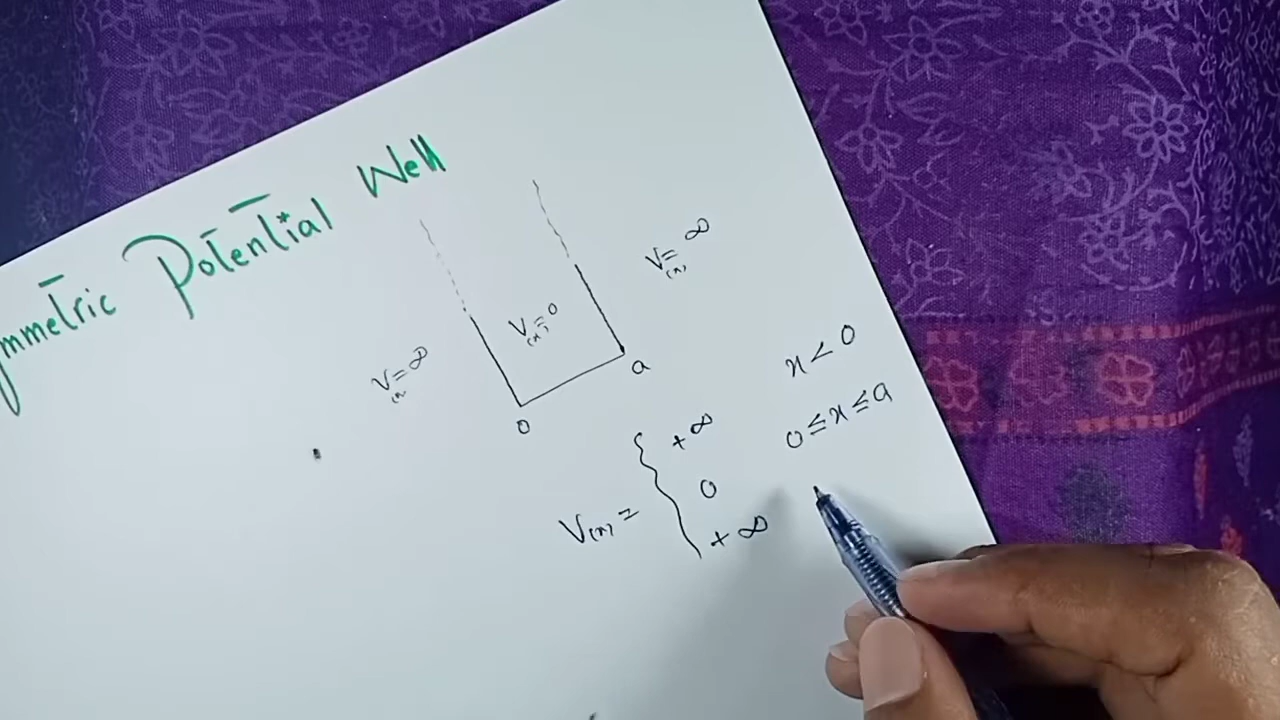 mmetric Potential Well
V(x)=∞
V(x)=0
V(x)=∞
0
a
V(x) =
+∞ x<0
0 0≤x≤a
+∞